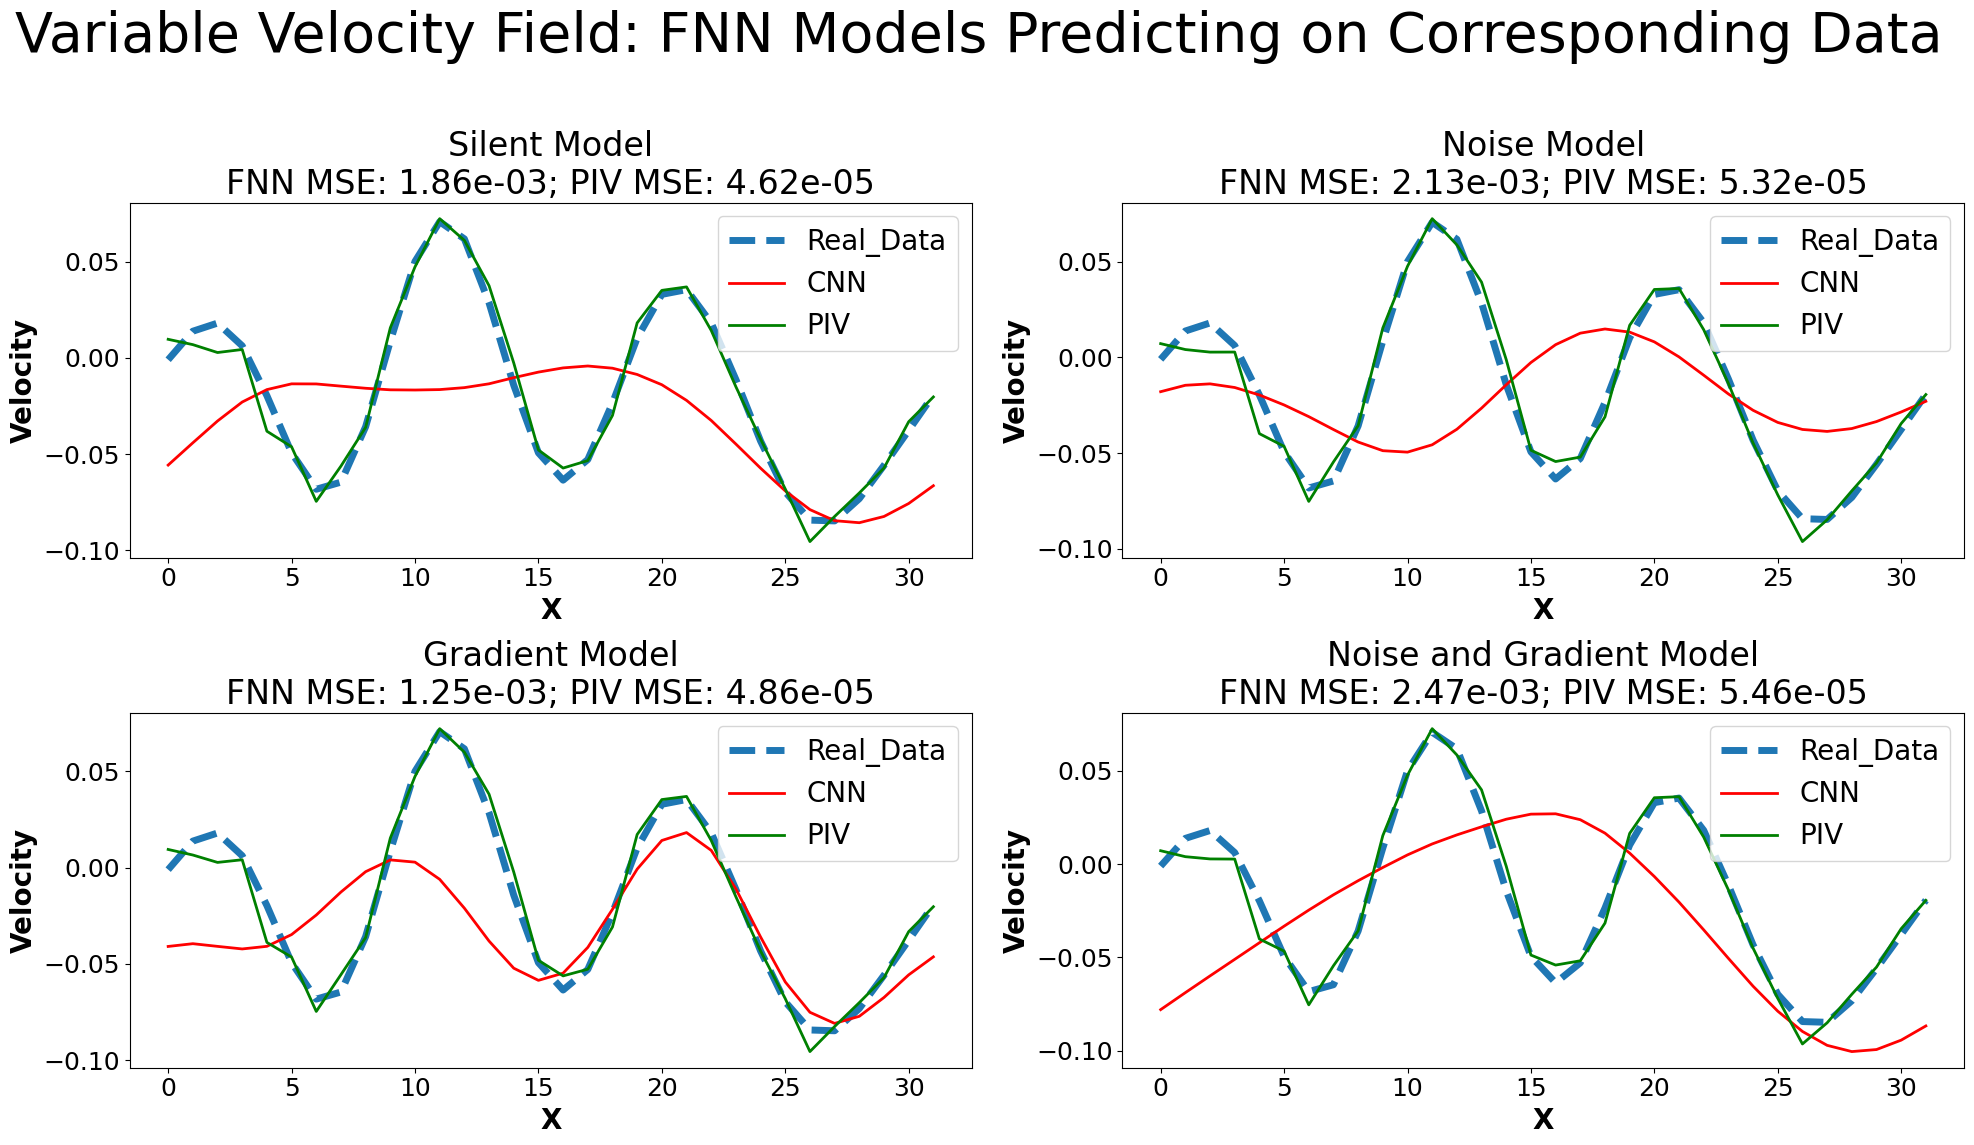 Variable Velocity Field: FNN Models Predicting on Corresponding Data
Silent Model
FNN MSE: 1.86e-03; PIV MSE: 4.62e-05
Velocity
0.05
0.00
−0.05
−0.10
Real_Data
CNN
PIV
0 5 10 15 20 25 30
X
Noise Model
FNN MSE: 2.13e-03; PIV MSE: 5.32e-05
Velocity
0.05
0.00
−0.05
−0.10
Real_Data
CNN
PIV
0 5 10 15 20 25 30
X
Gradient Model
FNN MSE: 1.25e-03; PIV MSE: 4.86e-05
Velocity
0.05
0.00
−0.05
−0.10
Real_Data
CNN
PIV
0 5 10 15 20 25 30
X
Noise and Gradient Model
FNN MSE: 2.47e-03; PIV MSE: 5.46e-05
Velocity
0.05
0.00
−0.05
−0.10
Real_Data
CNN
PIV
0 5 10 15 20 25 30
X